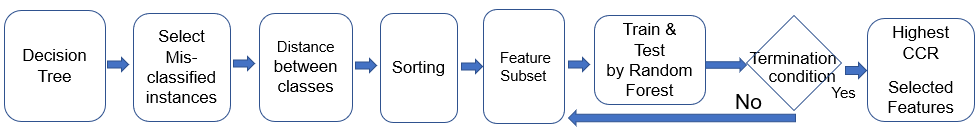 Decision
Tree
Select
Mis-
classified
instances
Distance
between
classes
Sorting
Feature
Subset
Train &
Test
by Random
Forest
Termination
condition
Yes
No
Highest
CCR
Selected
Features